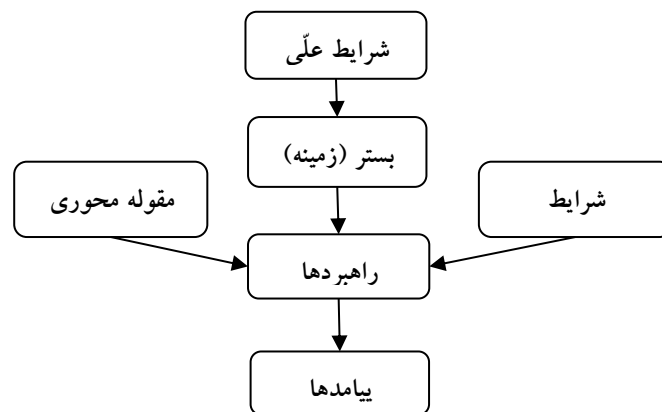 شرایط علّی
بستر (زمینه)
شرایط
مقوله محوری
راهبردها
پیامدها